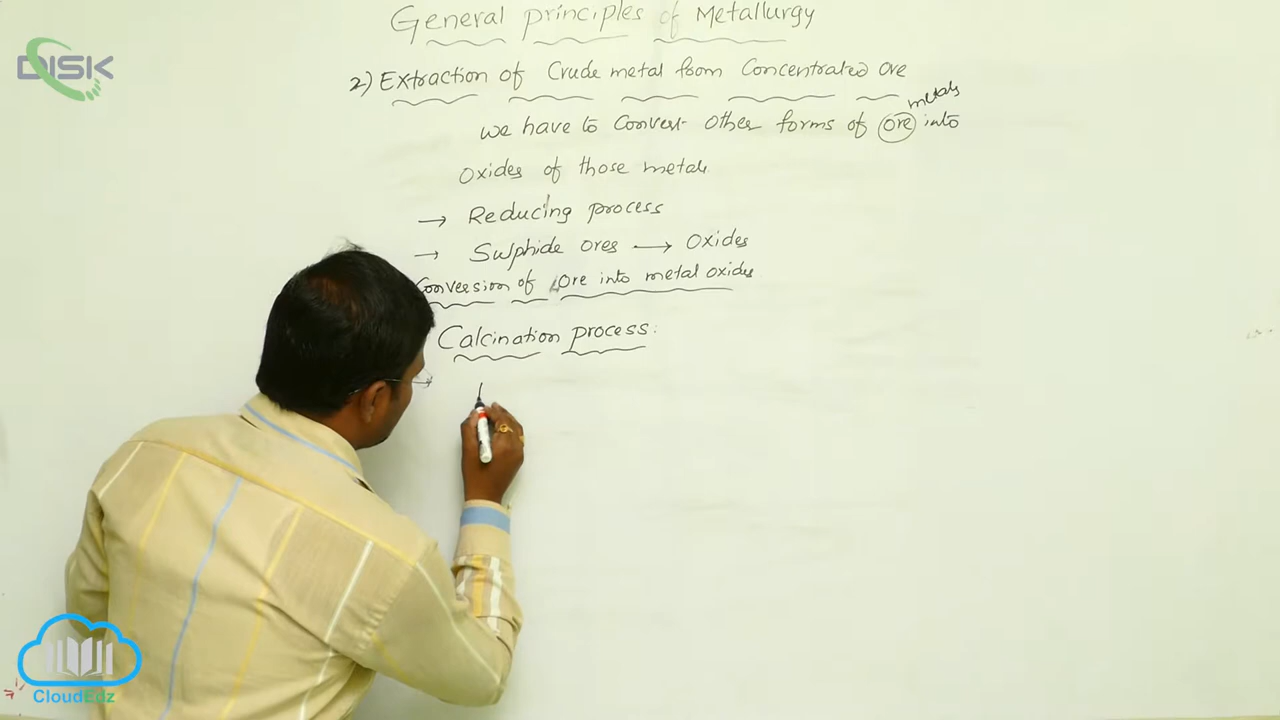 General principles of Metallurgy
DISK
2) Extraction of Crude metal from Concentrated Ore
metals
we have to Convert other forms of ore into
Oxides of those metals.
→ Reducing process
→ Sulphide ores → Oxides
Conversion of Ore into metal oxides
Calcination process:
→
CloudEdz